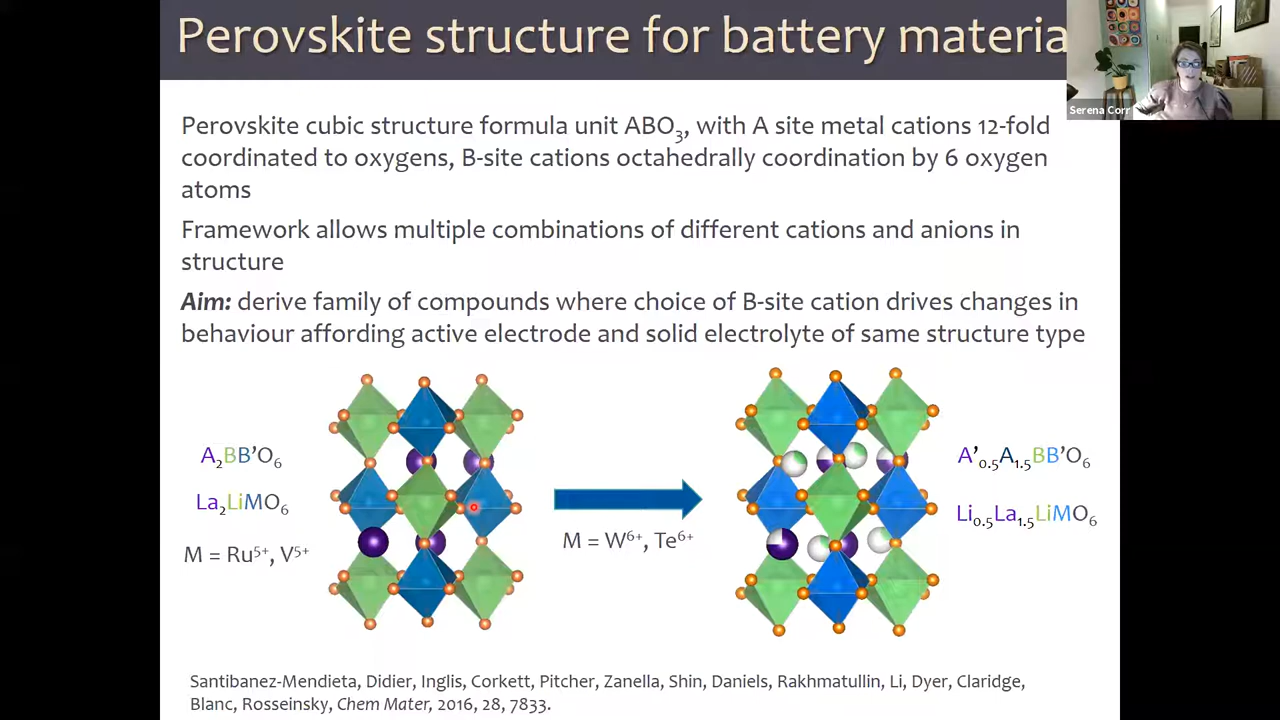 Perovskite structure for battery materia
Serena Corr
Perovskite cubic structure formula unit ABO₃, with A site metal cations 12-fold
coordinated to oxygens, B-site cations octahedrally coordination by 6 oxygen
atoms
Framework allows multiple combinations of different cations and anions in
structure
Aim: derive family of compounds where choice of B-site cation drives changes in
behaviour affording active electrode and solid electrolyte of same structure type
A₂BB’O₆
La₂LiMO₆
M = Ru⁵⁺, V⁵⁺
M = W⁶⁺, Te⁶⁺
A’₀.₅A₁.₅BB’O₆
Li₀.₅La₁.₅LiMO₆
Santibanez-Mendieta, Didier, Inglis, Corkett, Pitcher, Zanella, Shin, Daniels, Rakhmatullin, Li, Dyer, Claridge,
Blanc, Rosseinsky, Chem Mater, 2016, 28, 7833.